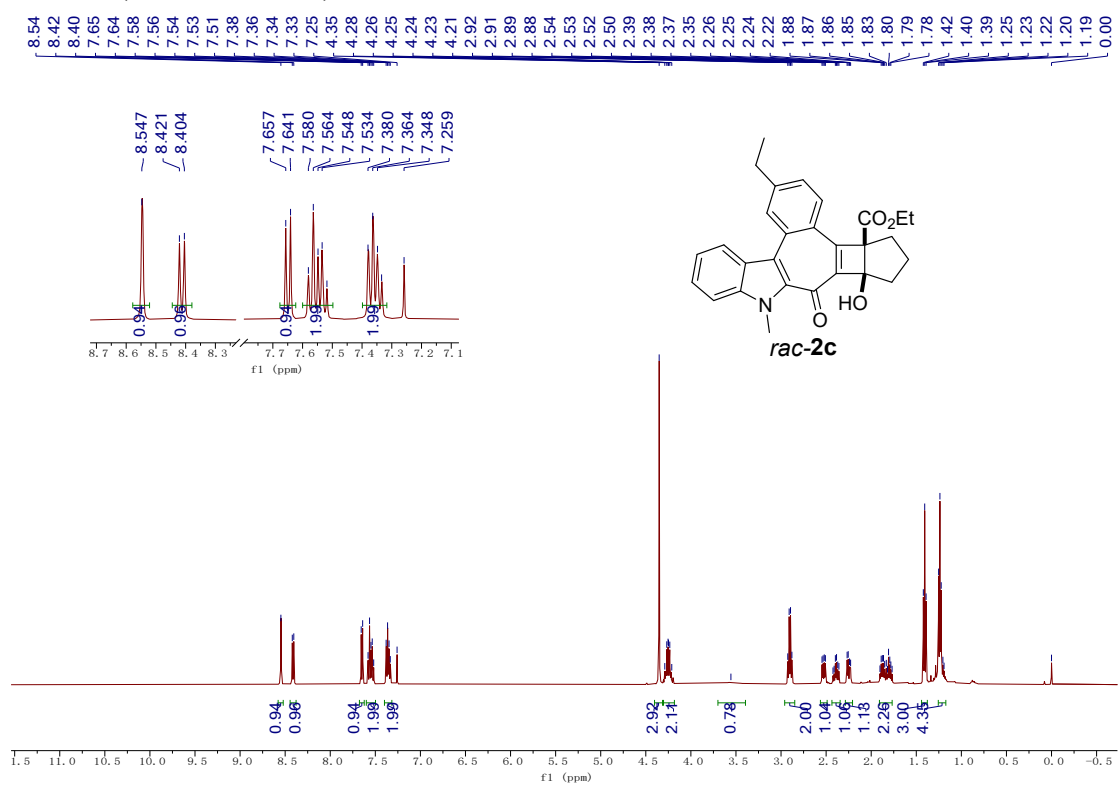 8.54 8.42 8.40 7.65 7.64 7.58 7.56 7.54 7.53 7.51 7.38 7.36 7.34 7.33 7.25 4.35 4.28 4.26 4.25 4.24 4.23 4.21 2.92 2.91 2.89 2.88 2.54 2.53 2.52 2.50 2.39 2.38 2.37 2.35 2.26 2.25 2.24 2.22 1.88 1.87 1.86 1.85 1.83 1.80 1.79 1.78 1.42 1.40 1.39 1.25 1.23 1.22 1.20 1.19 0.00
8.547 8.421 8.404 7.657 7.641 7.580 7.564 7.548 7.534 7.380 7.364 7.348 7.259
CO2Et
HO
N
O
rac-2c
0.94 0.96 0.94 1.99 1.99
8.7 8.6 8.5 8.4 8.3 7.7 7.6 7.5 7.4 7.3 7.2 7.1
f1 (ppm)
0.94 0.96 0.94 1.99 1.99 2.92 2.11 0.78 2.00 1.04 1.06 1.13 2.26 3.00 4.35
1.5 11.0 10.5 10.0 9.5 9.0 8.5 8.0 7.5 7.0 6.5 6.0 5.5 5.0 4.5 4.0 3.5 3.0 2.5 2.0 1.5 1.0 0.5 0.0 -0.5
f1 (ppm)